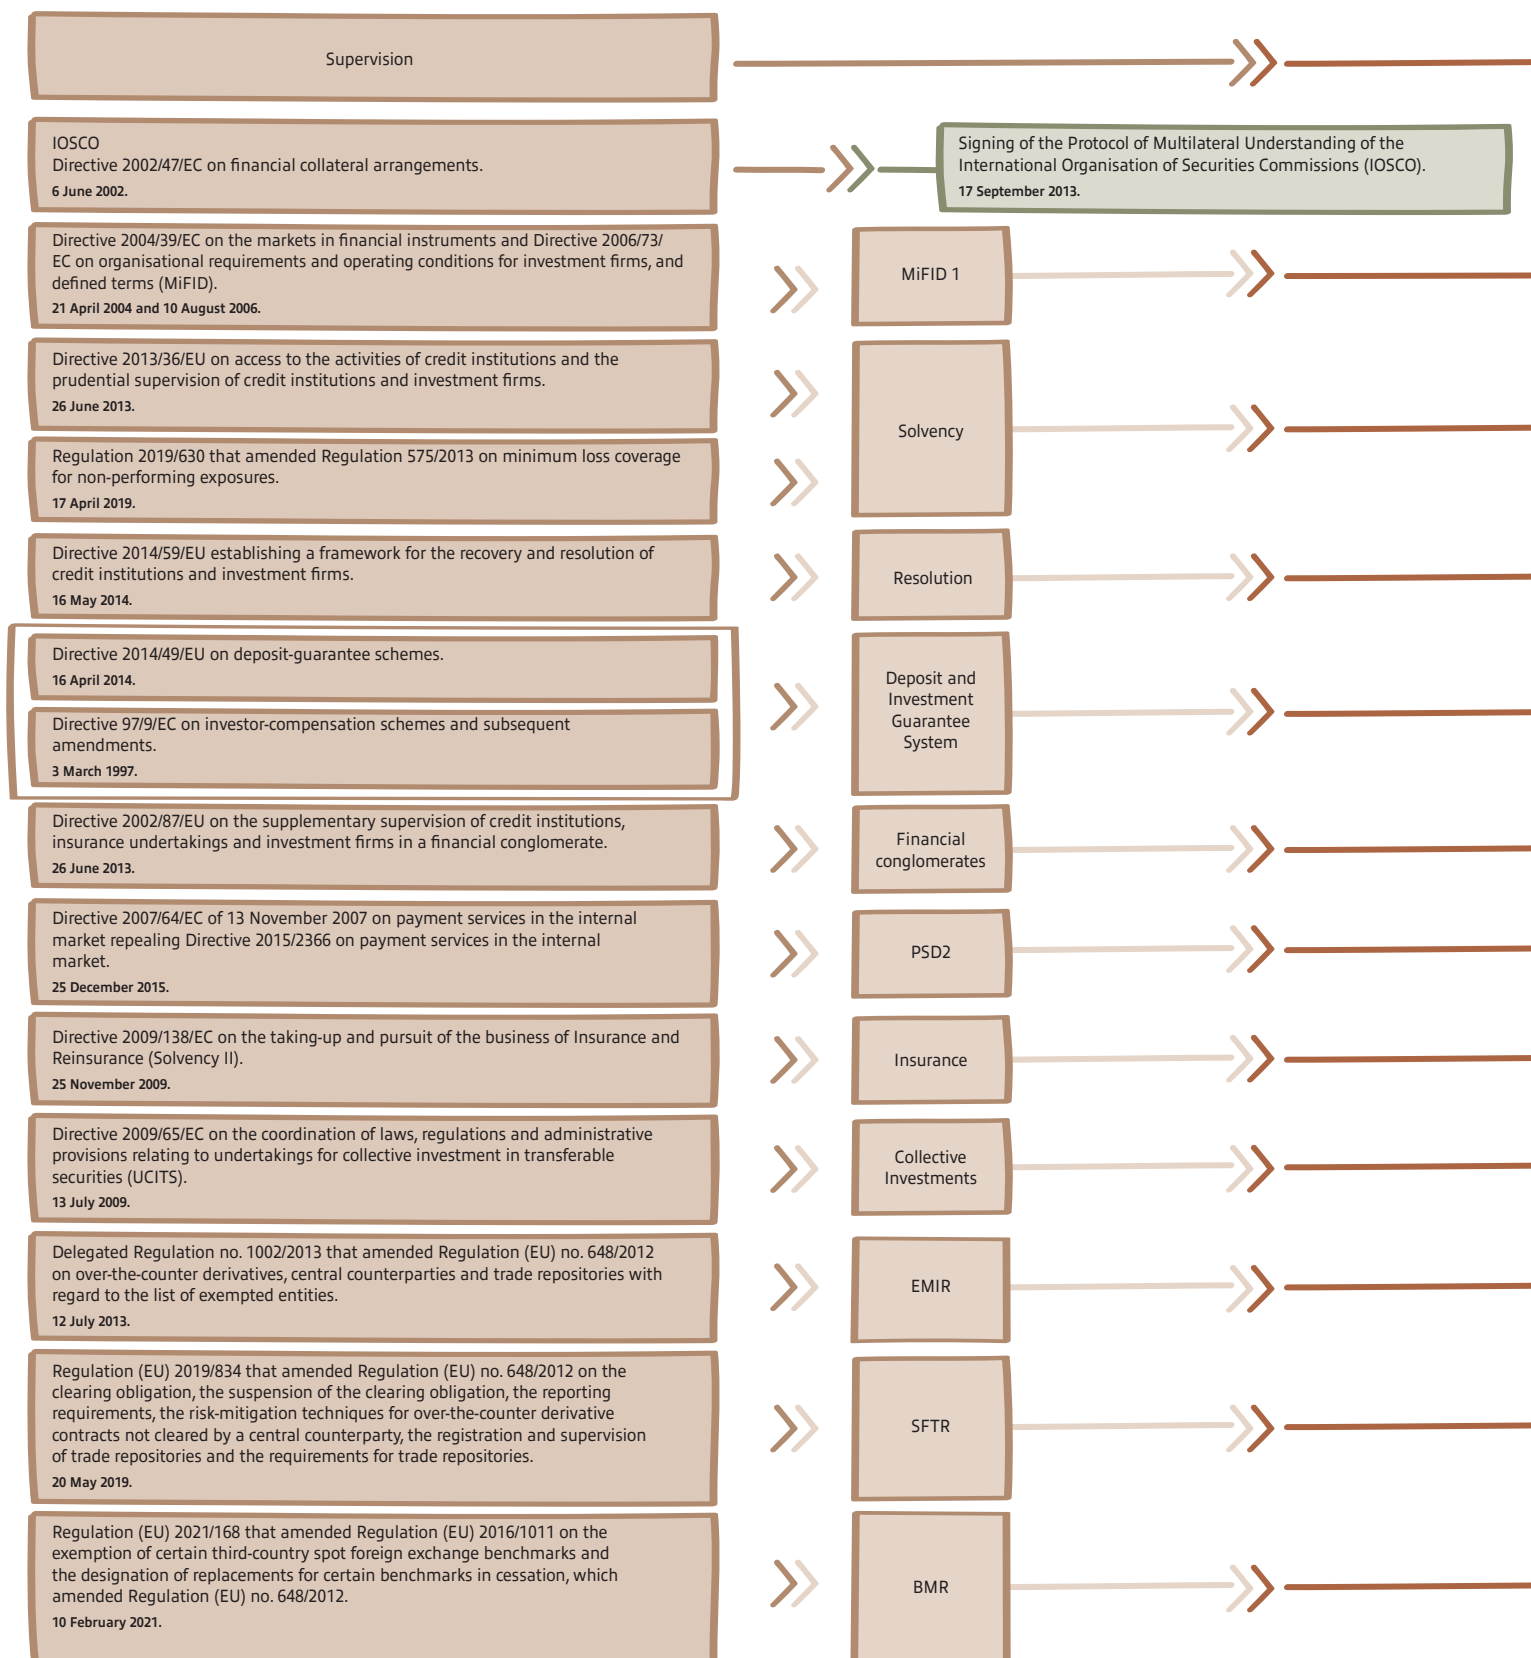 Supervision
IOSCO
Directive 2002/47/EC on financial collateral arrangements.
6 June 2002.
Signing of the Protocol of Multilateral Understanding of the
International Organisation of Securities Commissions (IOSCO).
17 September 2013.
Directive 2004/39/EC on the markets in financial instruments and Directive 2006/73/
EC on organisational requirements and operating conditions for investment firms, and
defined terms (MiFID).
21 April 2004 and 10 August 2006.
MiFID 1
Directive 2013/36/EU on access to the activities of credit institutions and the
prudential supervision of credit institutions and investment firms.
26 June 2013.
Regulation 2019/630 that amended Regulation 575/2013 on minimum loss coverage
for non-performing exposures.
17 April 2019.
Solvency
Directive 2014/59/EU establishing a framework for the recovery and resolution of
credit institutions and investment firms.
16 May 2014.
Resolution
Directive 2014/49/EU on deposit-guarantee schemes.
16 April 2014.
Directive 97/9/EC on investor-compensation schemes and subsequent
amendments.
3 March 1997.
Deposit and
Investment
Guarantee
System
Directive 2002/87/EU on the supplementary supervision of credit institutions,
insurance undertakings and investment firms in a financial conglomerate.
26 June 2013.
Financial
conglomerates
Directive 2007/64/EC of 13 November 2007 on payment services in the internal
market repealing Directive 2015/2366 on payment services in the internal
market.
25 December 2015.
PSD2
Directive 2009/138/EC on the taking-up and pursuit of the business of Insurance and
Reinsurance (Solvency II).
25 November 2009.
Insurance
Directive 2009/65/EC on the coordination of laws, regulations and administrative
provisions relating to undertakings for collective investment in transferable
securities (UCITS).
13 July 2009.
Collective
Investments
Delegated Regulation no. 1002/2013 that amended Regulation (EU) no. 648/2012
on over-the-counter derivatives, central counterparties and trade repositories with
regard to the list of exempted entities.
12 July 2013.
EMIR
Regulation (EU) 2019/834 that amended Regulation (EU) no. 648/2012 on the
clearing obligation, the suspension of the clearing obligation, the reporting
requirements, the risk-mitigation techniques for over-the-counter derivative
contracts not cleared by a central counterparty, the registration and supervision
of trade repositories and the requirements for trade repositories.
20 May 2019.
SFTR
Regulation (EU) 2021/168 that amended Regulation (EU) 2016/1011 on the
exemption of certain third-country spot foreign exchange benchmarks and
the designation of replacements for certain benchmarks in cessation, which
amended Regulation (EU) no. 648/2012.
10 February 2021.
BMR